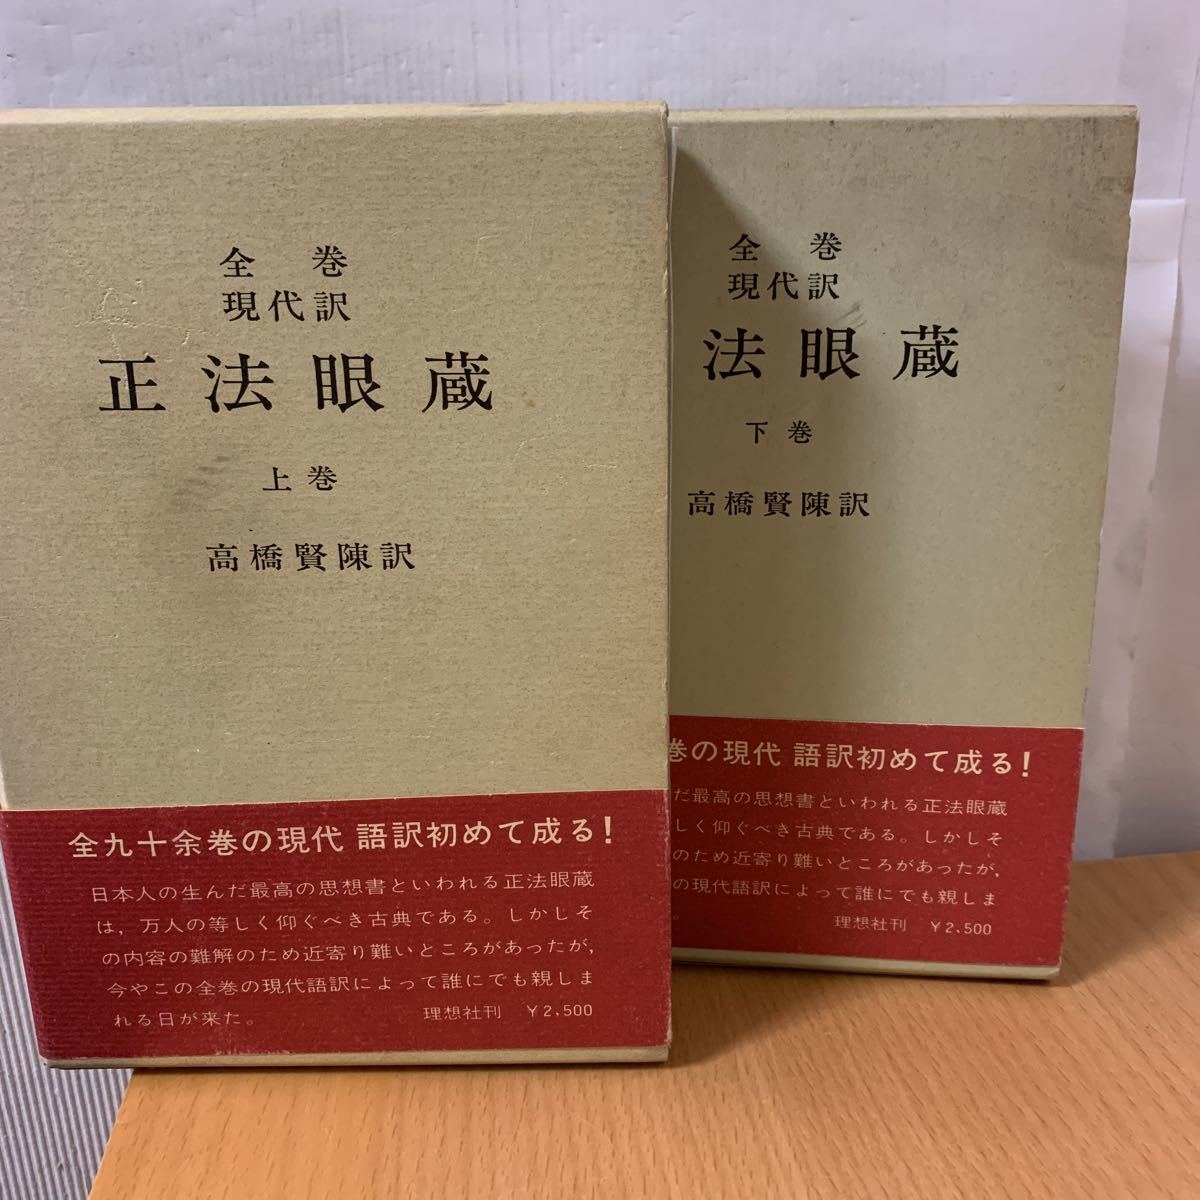 全巻
現代訳
正法眼蔵
上巻
高橋賢陳訳
全九十余巻の現代 語訳初めて成る！
日本人の生んだ最高の思想書といわれる正法眼蔵
は，万人の等しく仰ぐべき古典である。しかしそ
の内容の難解のため近寄り難いところがあったが，
今やこの全巻の現代語訳によって誰にでも親しま
れる日が来た。 理想社刊 ￥2,500
全巻
現代訳
法眼蔵
下巻
高橋賢陳訳
巻の現代 語訳初めて成る！
だ最高の思想書といわれる正法眼蔵
しく仰ぐべき古典である。しかしそ
のため近寄り難いところがあったが，
の現代語訳によって誰にでも親しま
。 理想社刊 ￥2,500